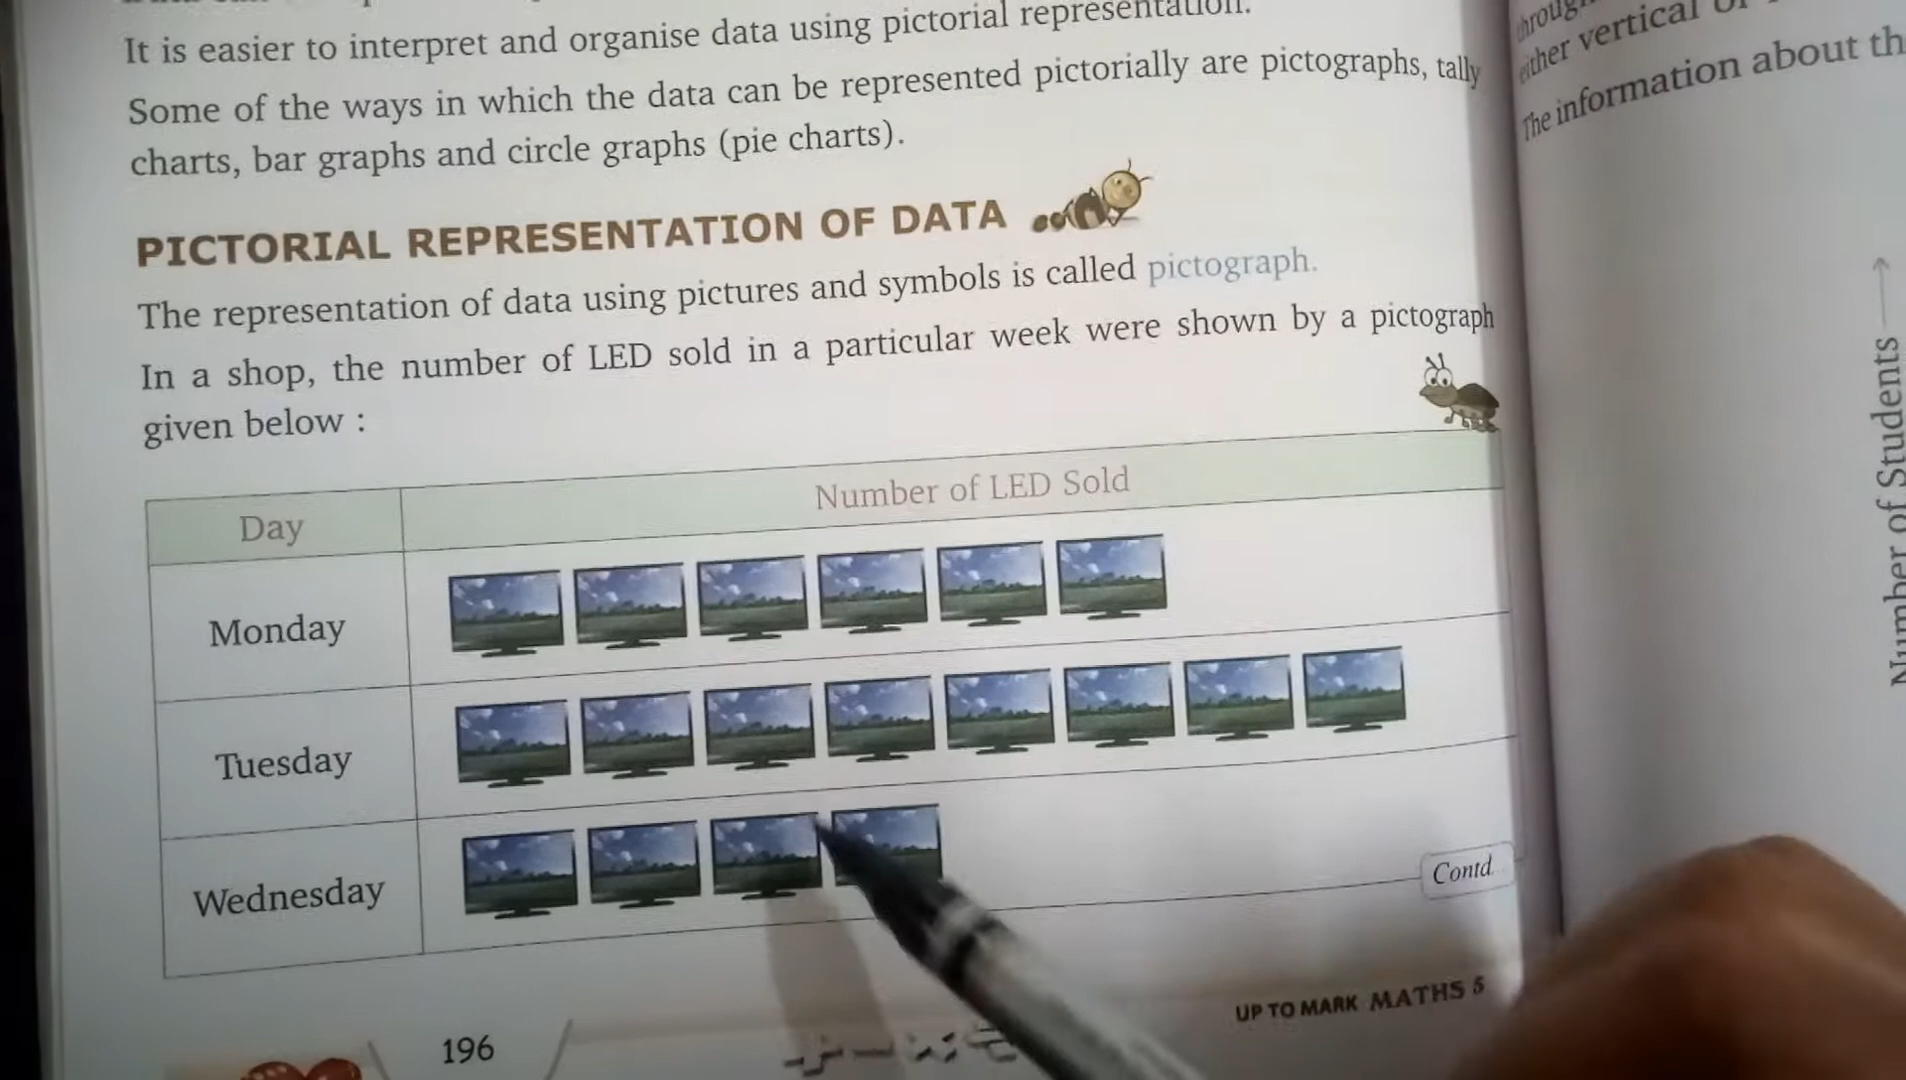 It is easier to interpret and organise data using pictorial representation.
Some of the ways in which the data can be represented pictorially are pictographs, tally
charts, bar graphs and circle graphs (pie charts).
PICTORIAL REPRESENTATION OF DATA
The representation of data using pictures and symbols is called pictograph.
In a shop, the number of LED sold in a particular week were shown by a pictograph
given below :
Day Number of LED Sold
Monday
Tuesday
Wednesday
Contd.
196
UP TO MARK MATHS 5
either vertical or
The information about
Number of Students